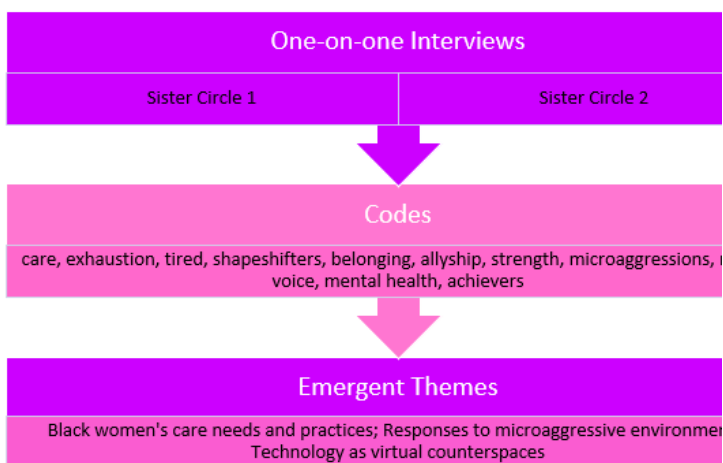 One-on-one Interviews
Sister Circle 1
Sister Circle 2
Codes
care, exhaustion, tired, shapeshifters, belonging, allyship, strength, microaggressions,
voice, mental health, achievers
Emergent Themes
Black women's care needs and practices; Responses to microaggressive
Technology as virtual counterspaces